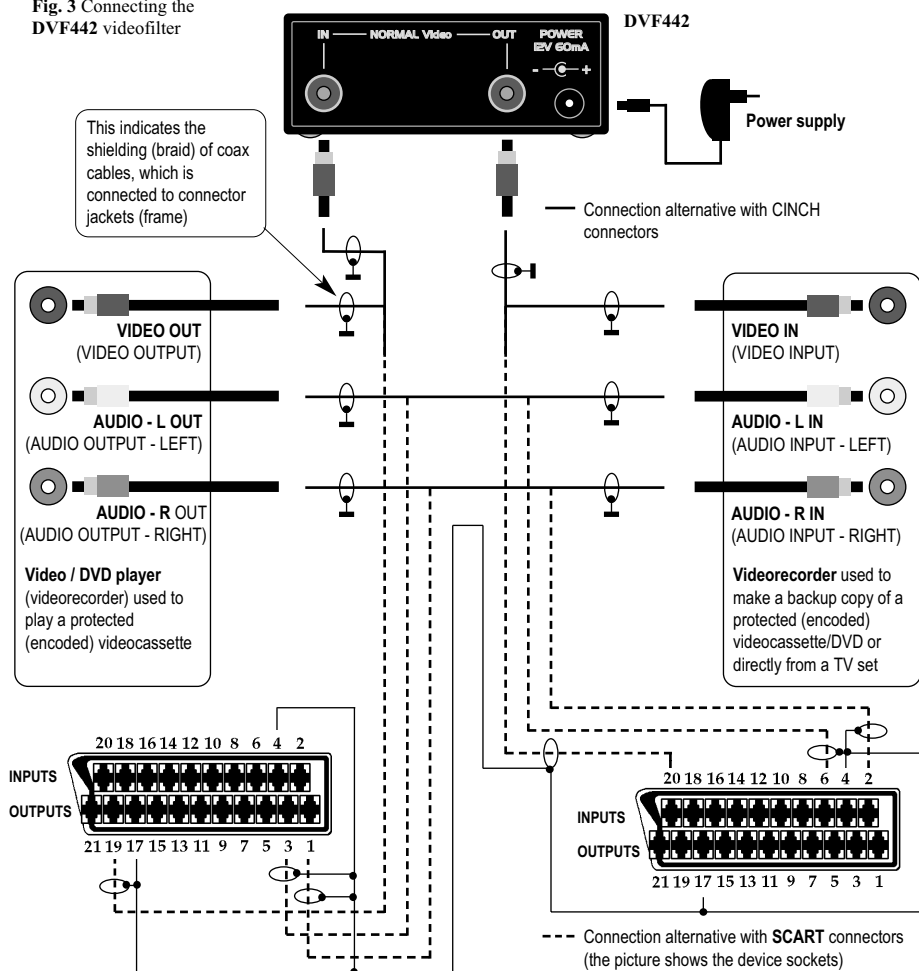 Fig. 3 Connecting the
DVF442 videofilter
DVF442
IN NORMAL Video OUT
POWER
12V 60mA
- +
Power supply
This indicates the
shielding (braid) of coax
cables, which is
connected to connector
jackets (frame)
Connection alternative with CINCH
connectors
VIDEO OUT
(VIDEO OUTPUT)
AUDIO - L OUT
(AUDIO OUTPUT - LEFT)
AUDIO - R OUT
(AUDIO OUTPUT - RIGHT)
Video / DVD player
(videorecorder) used to
play a protected
(encoded) videocassette
VIDEO IN
(VIDEO INPUT)
AUDIO - L IN
(AUDIO INPUT - LEFT)
AUDIO - R IN
(AUDIO INPUT - RIGHT)
Videorecorder used to
make a backup copy of a
protected (encoded)
videocassette/DVD or
directly from a TV set
20 18 16 14 12 10 8 6 4 2
INPUTS
OUTPUTS
21 19 17 15 13 11 9 7 5 3 1
20 18 16 14 12 10 8 6 4 2
INPUTS
OUTPUTS
21 19 17 15 13 11 9 7 5 3 1
Connection alternative with SCART connectors
(the picture shows the device sockets)